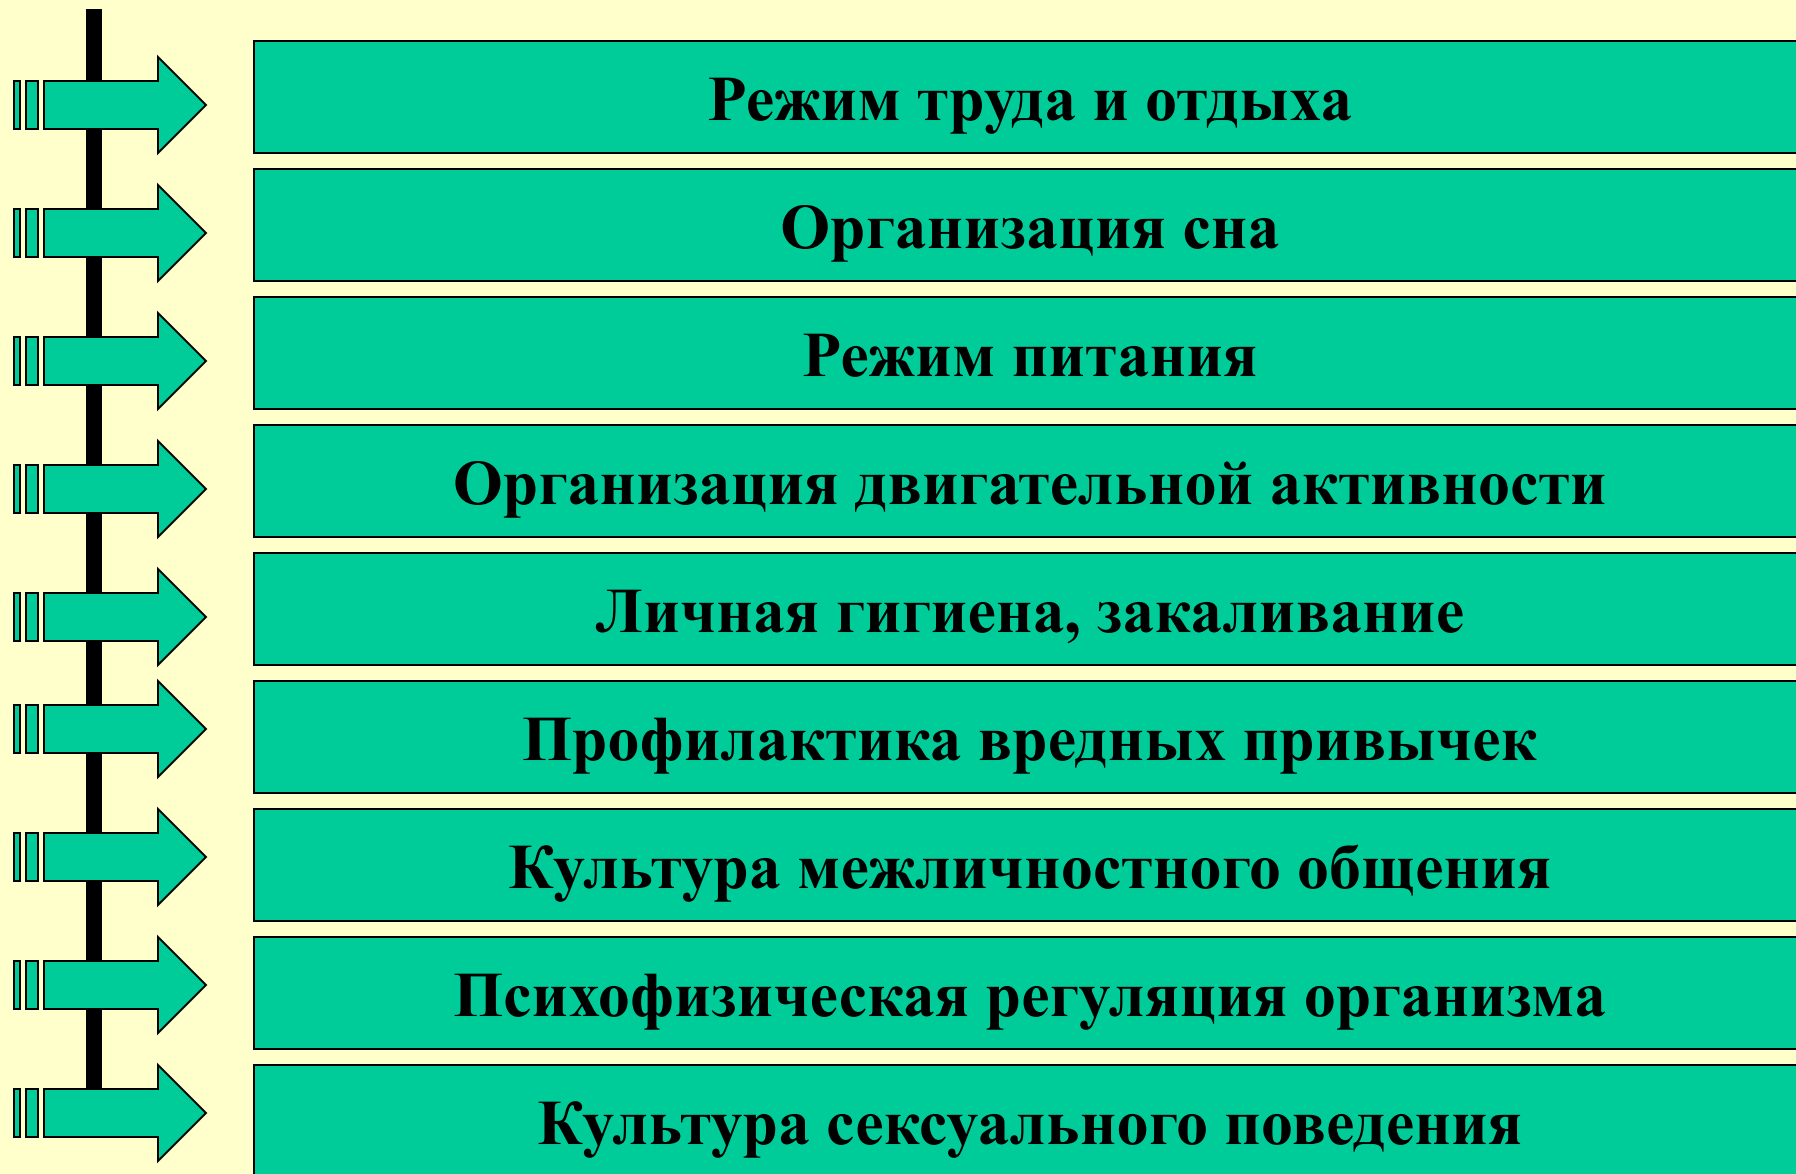 Режим труда и отдыха
Организация сна
Режим питания
Организация двигательной активности
Личная гигиена, закаливание
Профилактика вредных привычек
Культура межличностного общения
Психофизическая регуляция организма
Культура сексуального поведения